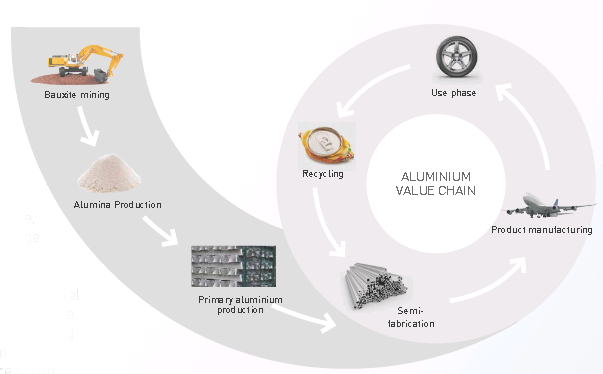 Bauxite mining
Alumina Production
Primary aluminium
production
Semi-
fabrication
Product manufacturing
Use phase
Recycling
ALUMINIUM
VALUE CHAIN